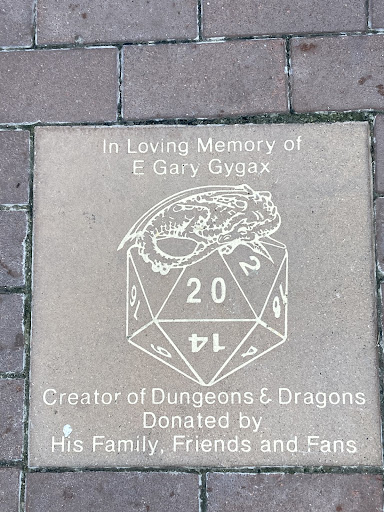 In Loving Memory of
E Gary Gygax
20
2
14
Creator of Dungeons & Dragons
Donated by
His Family, Friends and Fans